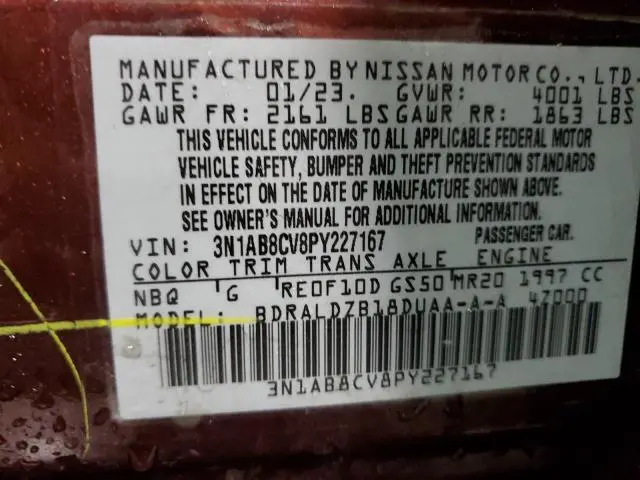 MANUFACTURED BY NISSAN MOTOR CO., LTD.
DATE: 01/23. GVWR: 4001 LBS
GAWR FR: 2161 LBS GAWR RR: 1863 LBS
THIS VEHICLE CONFORMS TO ALL APPLICABLE FEDERAL MOTOR
VEHICLE SAFETY, BUMPER AND THEFT PREVENTION STANDARDS
IN EFFECT ON THE DATE OF MANUFACTURE SHOWN ABOVE.
SEE OWNER'S MANUAL FOR ADDITIONAL INFORMATION.
VIN: 3N1AB8CV8PY227167 PASSENGER CAR.
COLOR TRIM TRANS AXLE ENGINE
NBQ G RE0F10D GS50 MR20 1997 CC
MODEL: BDRALDZB18DUAA-A-A 47000
3N1AB8CV8PY227167